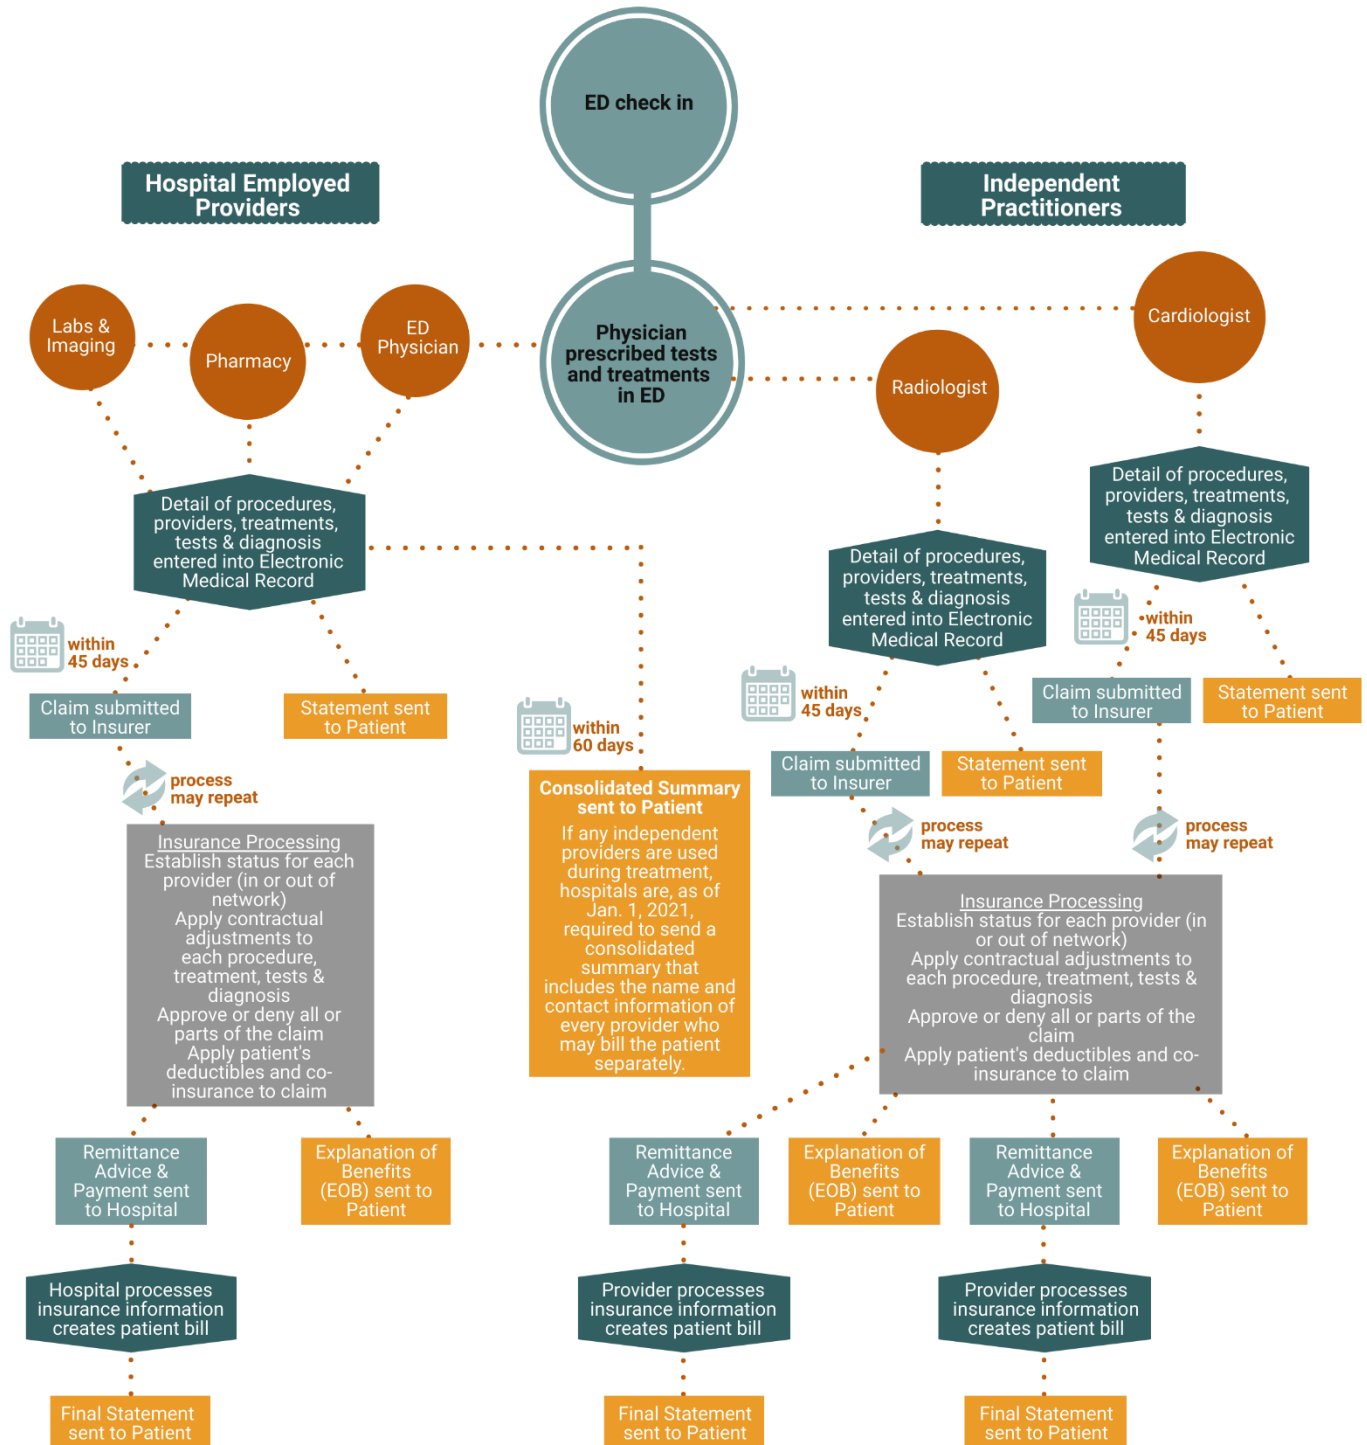 ED check in
Hospital Employed
Providers
Independent
Practitioners
Labs &
Imaging
Pharmacy
ED
Physician
Physician
prescribed tests
and treatments
in ED
Radiologist
Cardiologist
Detail of procedures,
providers, treatments,
tests & diagnosis
entered into Electronic
Medical Record
Detail of procedures,
providers, treatments,
tests & diagnosis
entered into Electronic
Medical Record
Detail of procedures,
providers, treatments,
tests & diagnosis
entered into Electronic
Medical Record
within
45 days
Claim submitted
to Insurer
Statement sent
to Patient
within
60 days
within
45 days
Claim submitted
to Insurer
Statement sent
to Patient
within
45 days
Claim submitted
to Insurer
Statement sent
to Patient
process
may repeat
Consolidated Summary
sent to Patient
If any independent
providers are used
during treatment,
hospitals are, as of
Jan. 1, 2021,
required to send a
consolidated
summary that
includes the name and
contact information of
every provider who
may bill the patient
separately.
process
may repeat
process
may repeat
Insurance Processing
Establish status for each
provider (in or out of
network)
Apply contractual
adjustments to
each procedure,
treatment, tests &
diagnosis
Approve or deny all or
parts of the claim
Apply patient's
deductibles and co-
insurance to claim
Insurance Processing
Establish status for each provider (in
or out of network)
Apply contractual adjustments to
each procedure, treatment, tests &
diagnosis
Approve or deny all or parts of the
claim
Apply patient's deductibles and co-
insurance to claim
Remittance
Advice &
Payment sent
to Hospital
Explanation of
Benefits
(EOB) sent to
Patient
Remittance
Advice &
Payment sent
to Hospital
Explanation of
Benefits
(EOB) sent to
Patient
Remittance
Advice &
Payment sent
to Hospital
Explanation of
Benefits
(EOB) sent to
Patient
Hospital processes
insurance information
creates patient bill
Provider processes
insurance information
creates patient bill
Provider processes
insurance information
creates patient bill
Final Statement
sent to Patient
Final Statement
sent to Patient
Final Statement
sent to Patient